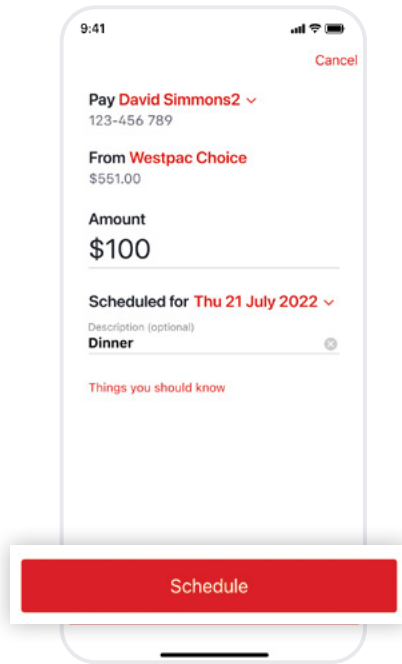 9:41
Cancel
Pay David Simmons2
123-456 789
From Westpac Choice
$551.00
Amount
$100
Scheduled for Thu 21 July 2022
Description (optional)
Dinner
Things you should know
Schedule